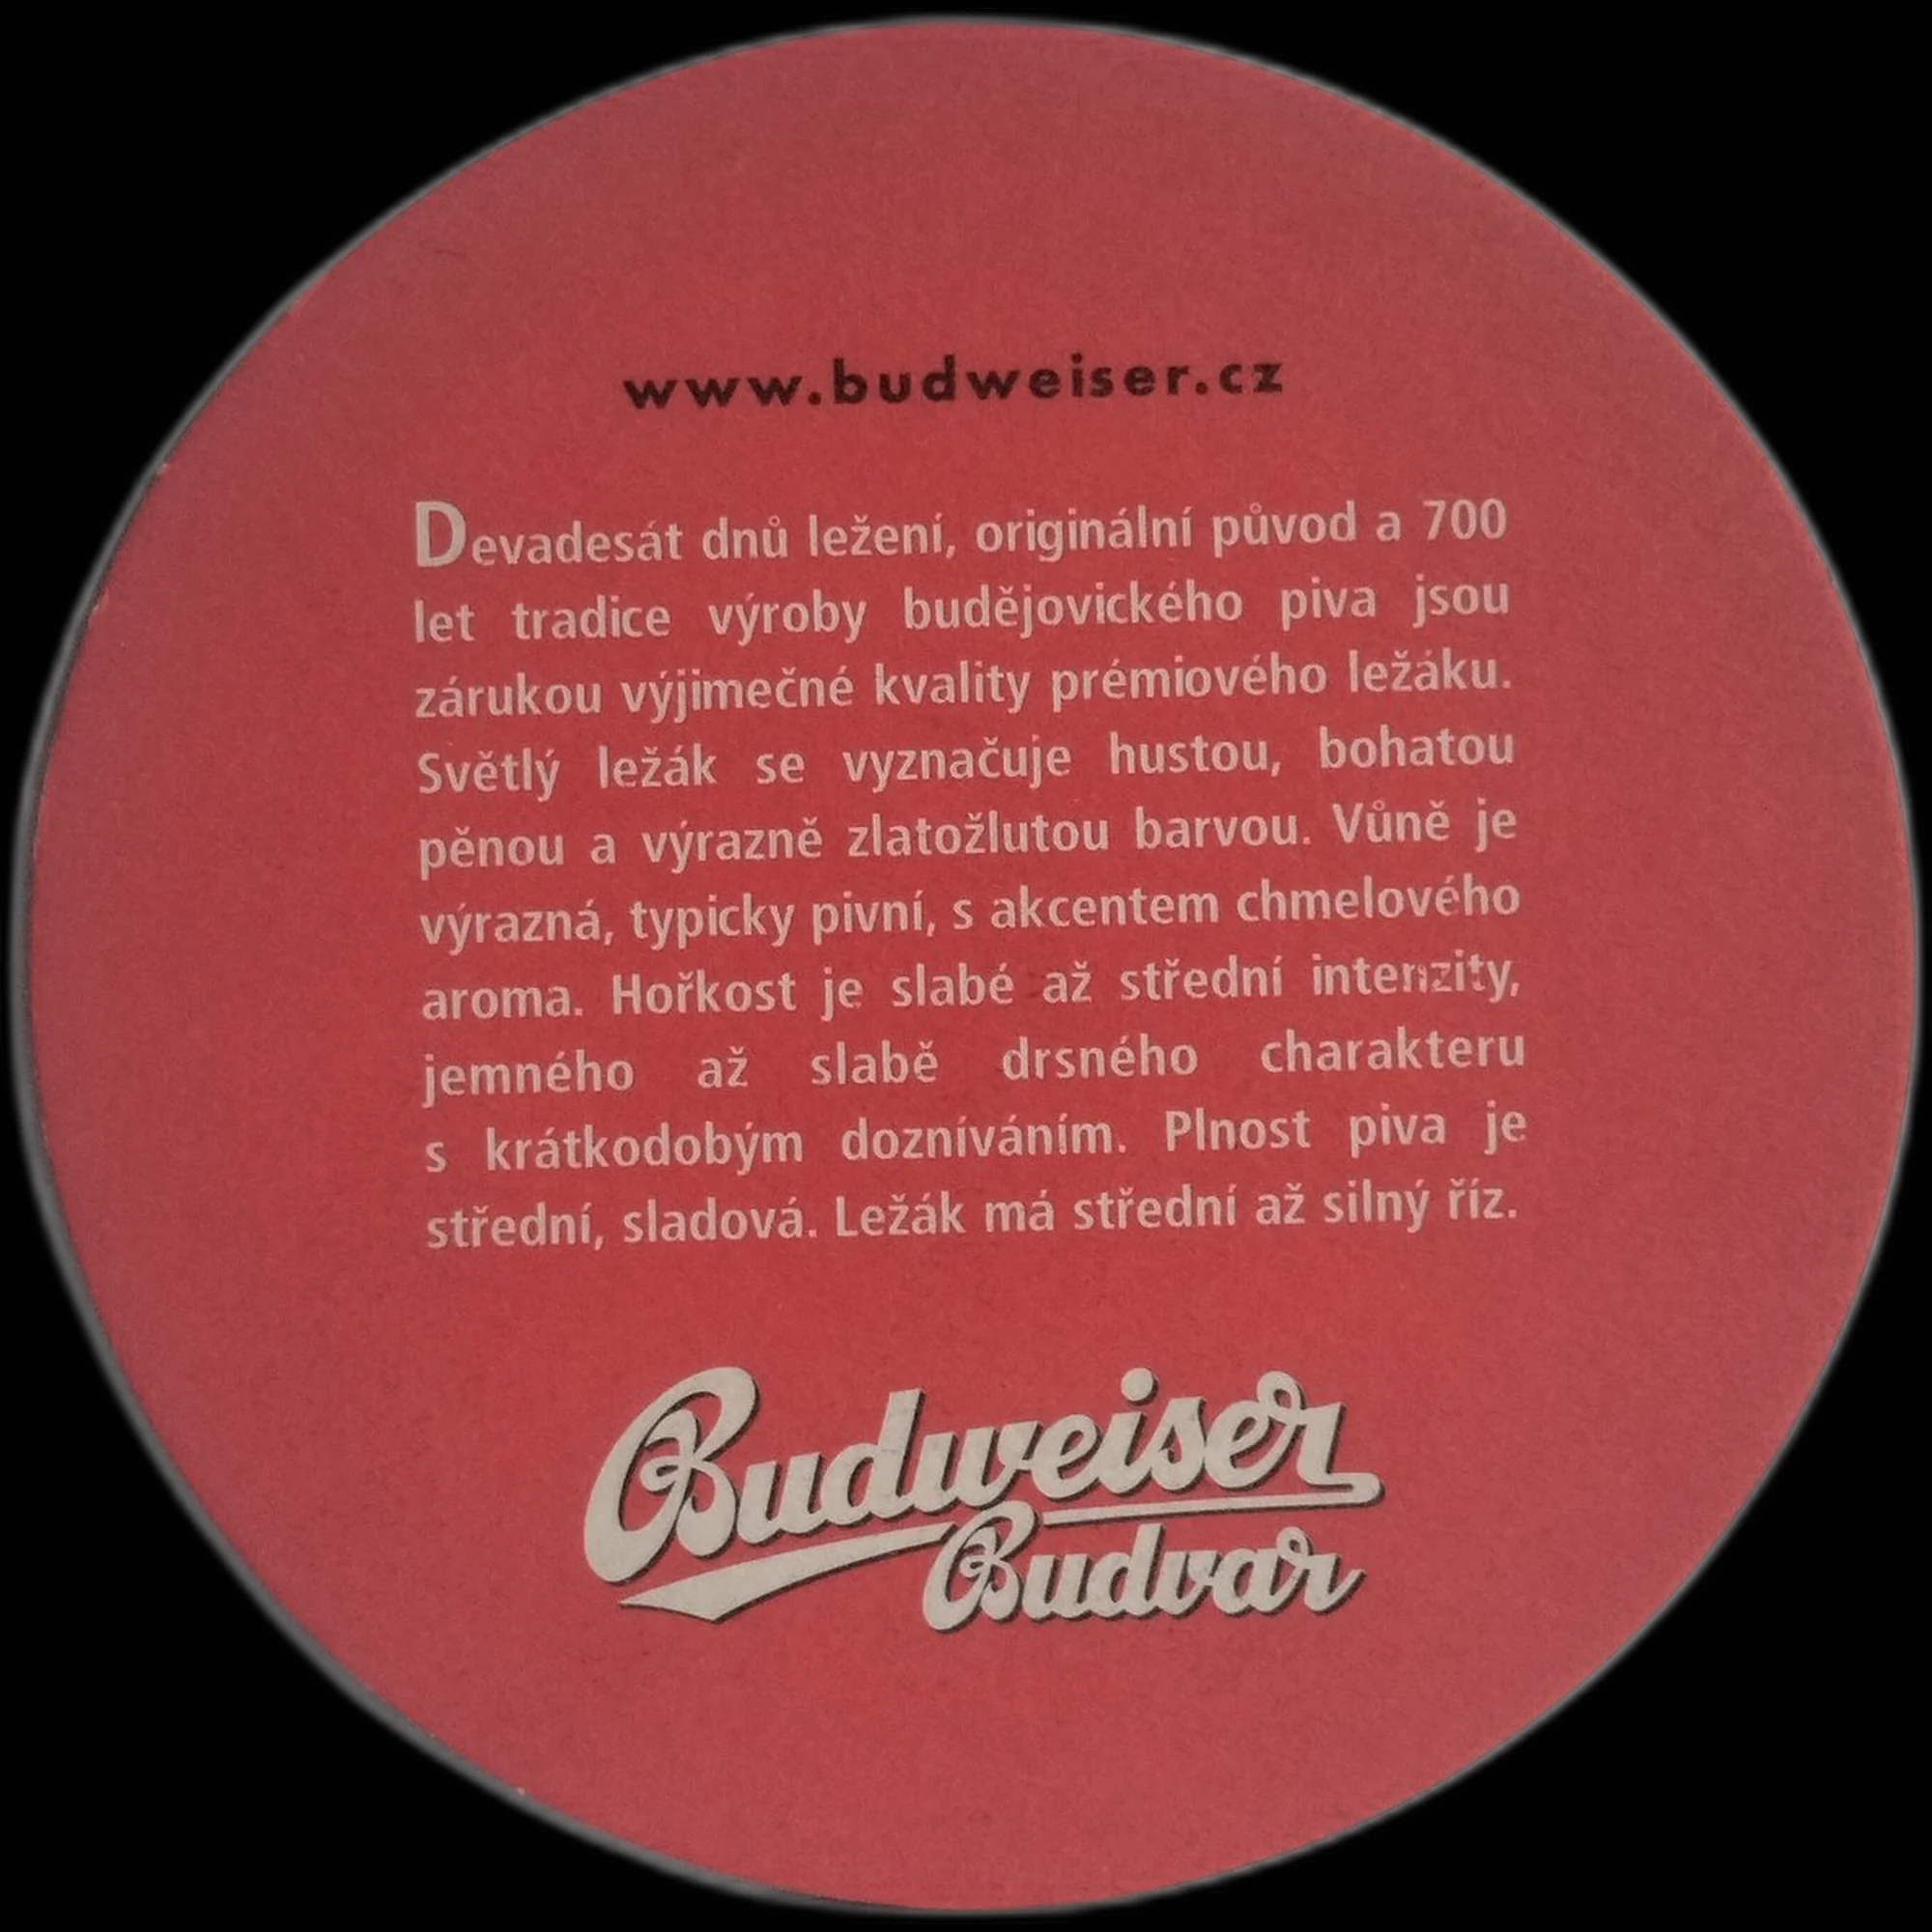 www.budweiser.cz
Devadesát dnů ležení, originální původ a 700
let tradice výroby budějovického piva jsou
zárukou výjimečné kvality prémiového ležáku.
Světlý ležák se vyznačuje hustou, bohatou
pěnou a výrazně zlatožlutou barvou. Vůně je
výrazná, typicky pivní, s akcentem chmelového
aroma. Hořkost je slabé až střední intenzity,
jemného až slabě drsného charakteru
s krátkodobým dozníváním. Plnost piva je
střední, sladová. Ležák má střední až silný říz.
Budweiser
Budvar